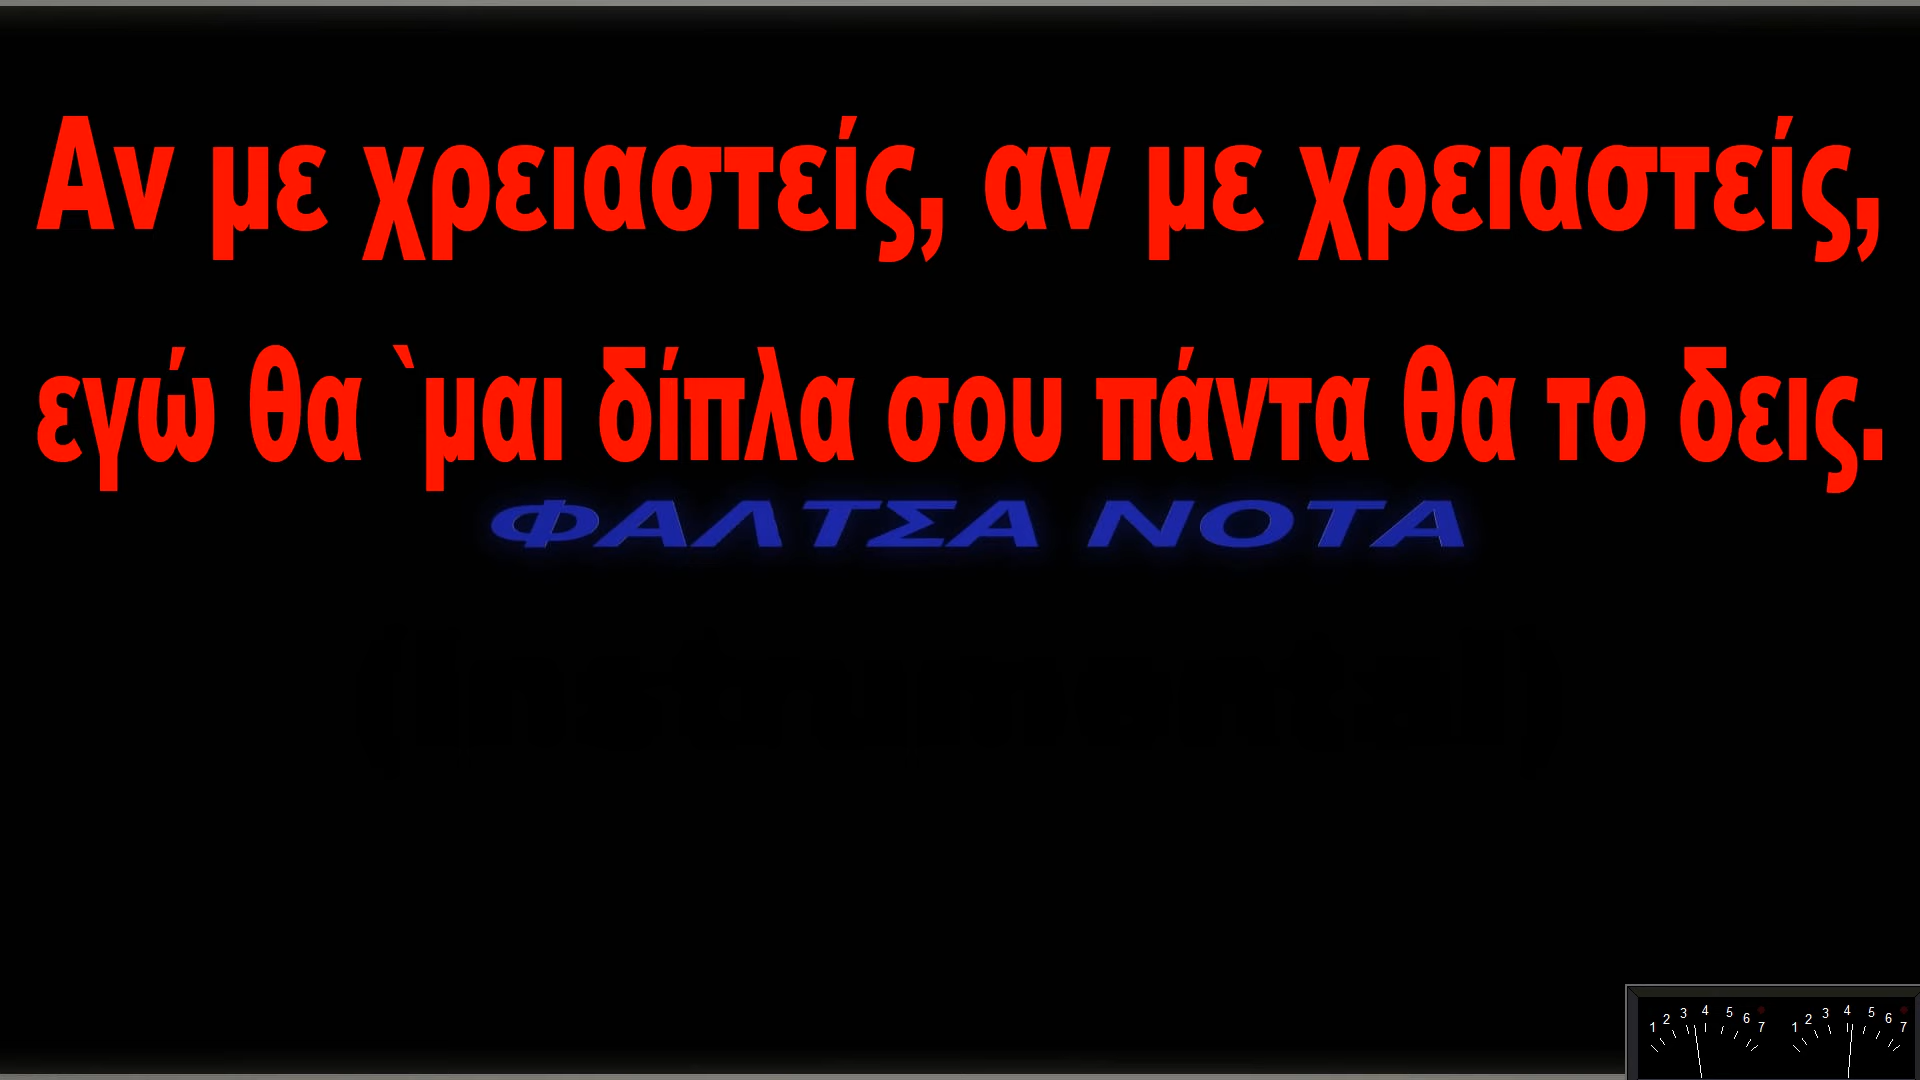 Αν με χρειαστείς, αν με χρειαστείς,
εγώ θα `μαι δίπλα σου πάντα θα το δεις.
ΦΑΛΤΣΑ ΝΟΤΑ
(Instrumental)
1 2 3 4 5 6 7 1 2 3 4 5 6 7